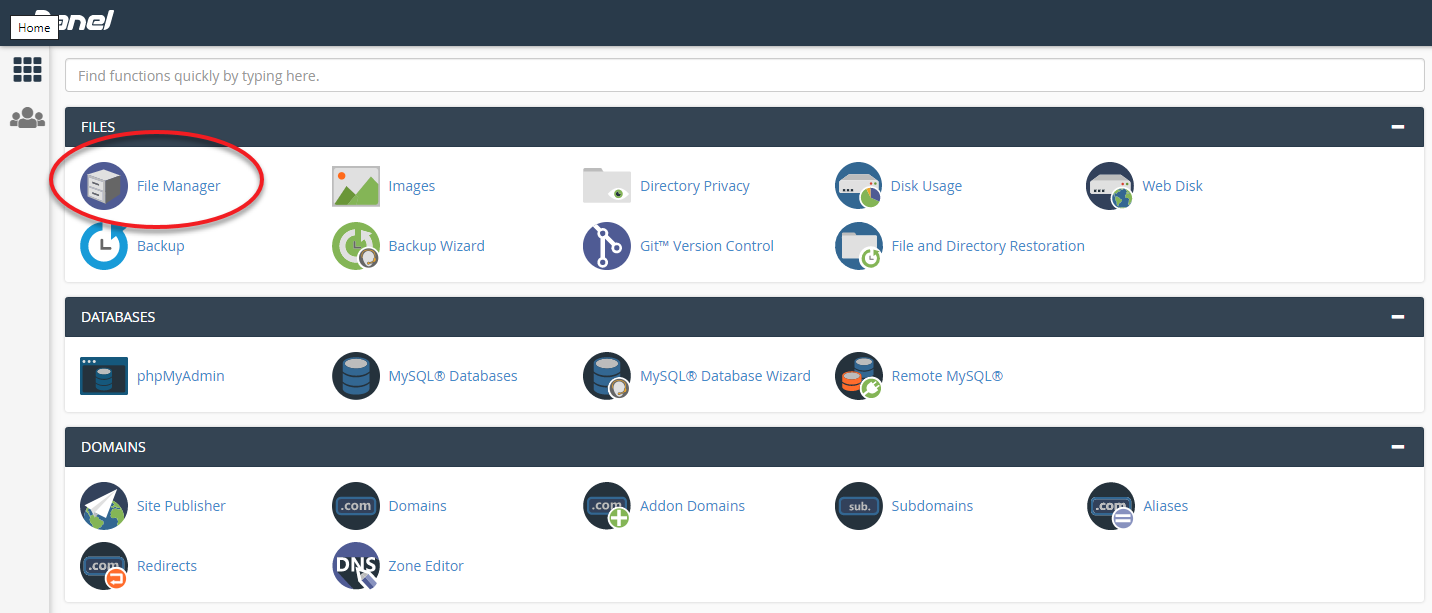 Home
Panel
Find functions quickly by typing here.
FILES
File Manager
Images
Directory Privacy
Disk Usage
Web Disk
Backup
Backup Wizard
Git™ Version Control
File and Directory Restoration
DATABASES
phpMyAdmin
MySQL® Databases
MySQL® Database Wizard
Remote MySQL®
DOMAINS
Site Publisher
.com
Domains
.com
Addon Domains
sub.
Subdomains
.com
Aliases
.com
Redirects
DNS
Zone Editor